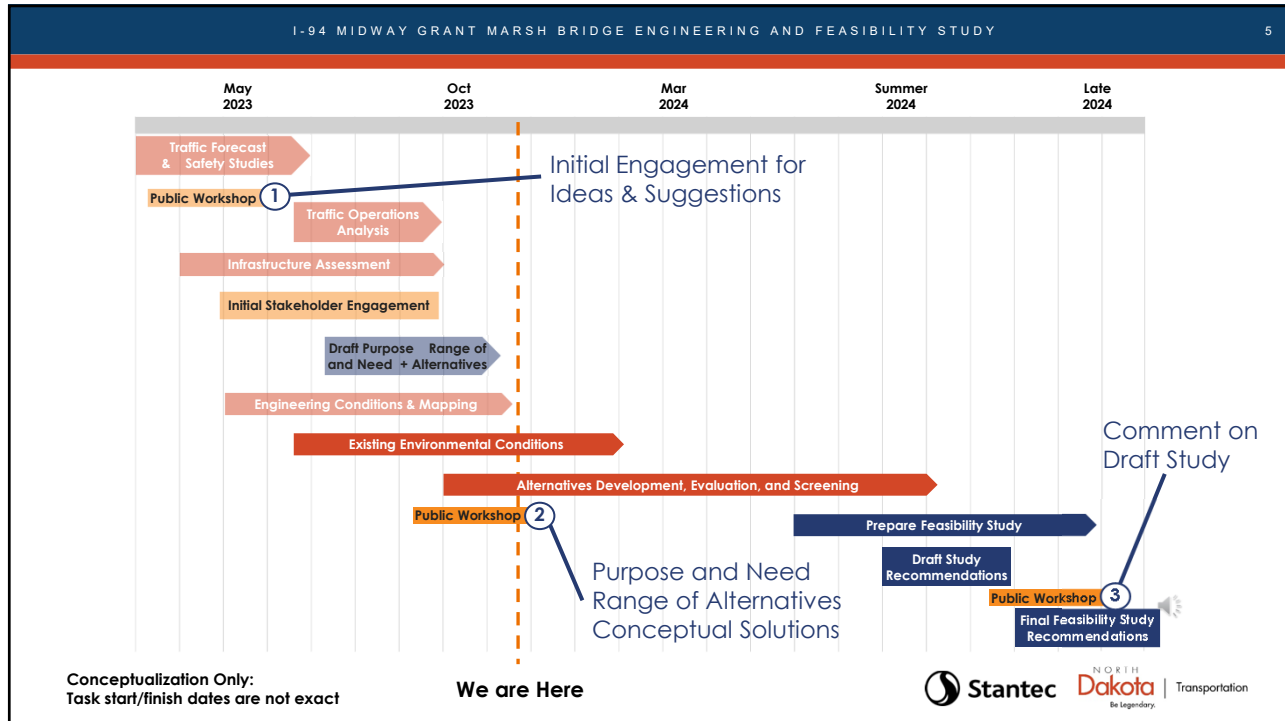 I-94 MIDWAY GRANT MARSH BRIDGE ENGINEERING AND FEASIBILITY STUDY
5
May
2023
Oct
2023
Mar
2024
Summer
2024
Late
2024
Traffic Forecast
& Safety Studies
Initial Engagement for
Ideas & Suggestions
Public Workshop 1
Traffic Operations
Analysis
Infrastructure Assessment
Initial Stakeholder Engagement
Draft Purpose Range of
and Need + Alternatives
Engineering Conditions & Mapping
Existing Environmental Conditions
Comment on
Draft Study
Alternatives Development, Evaluation, and Screening
Public Workshop 2
Prepare Feasibility Study
Purpose and Need
Range of Alternatives
Conceptual Solutions
Draft Study
Recommendations
Public Workshop 3
Final Feasibility Study
Recommendations
Conceptualization Only:
Task start/finish dates are not exact
We are Here
Stantec
NORTH
Dakota
Be Legendary.
Transportation